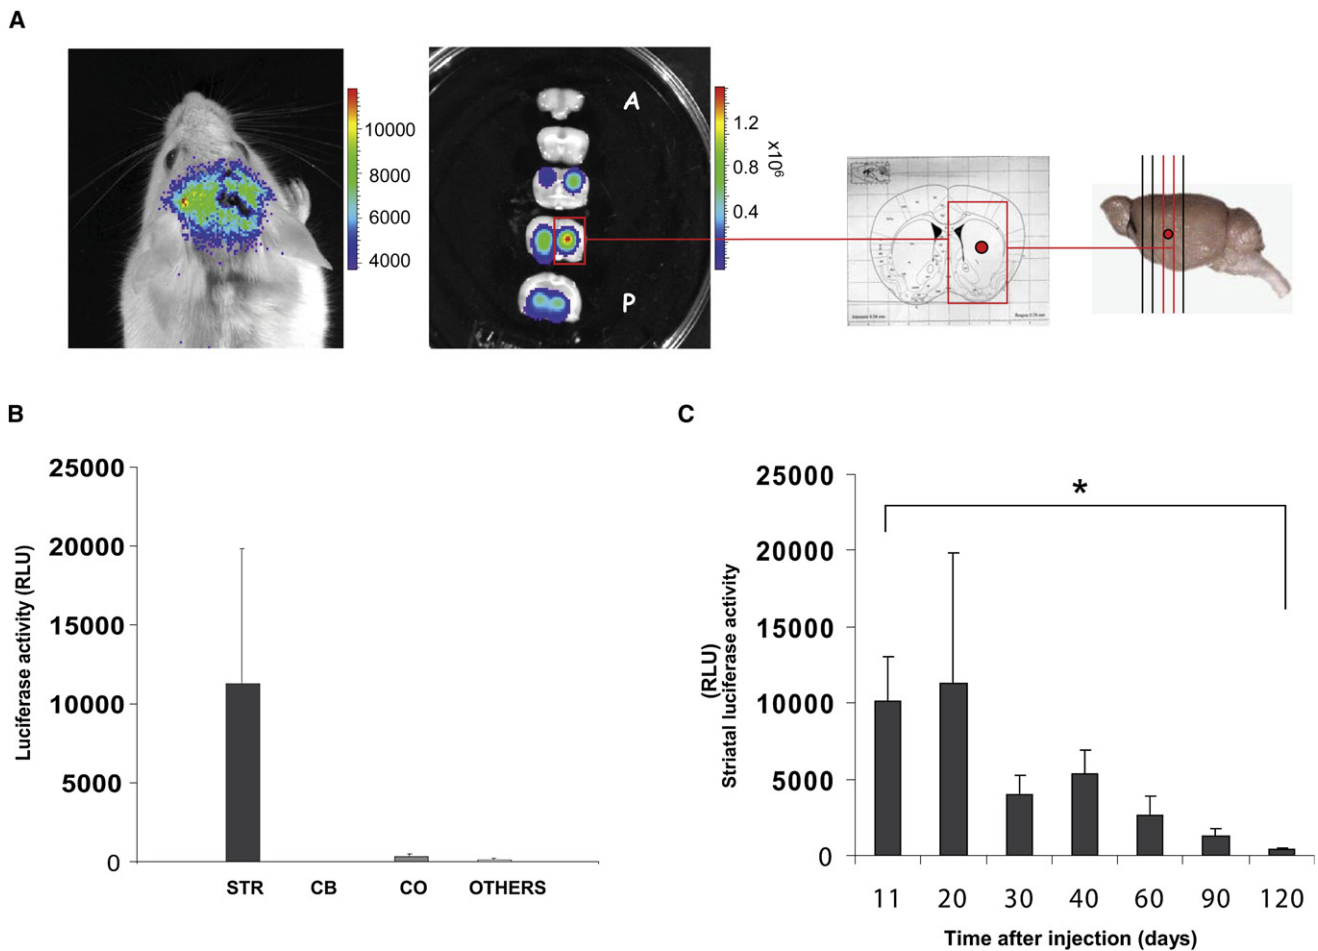 A
10000
8000
6000
4000
A
P
1.2
0.8
0.4
x10⁶
B
Luciferase activity (RLU)
25000
20000
15000
10000
5000
0
STR CB CO OTHERS
C
Striatal luciferase activity
(RLU)
25000
20000
15000
10000
5000
0
*
11 20 30 40 60 90 120
Time after injection (days)